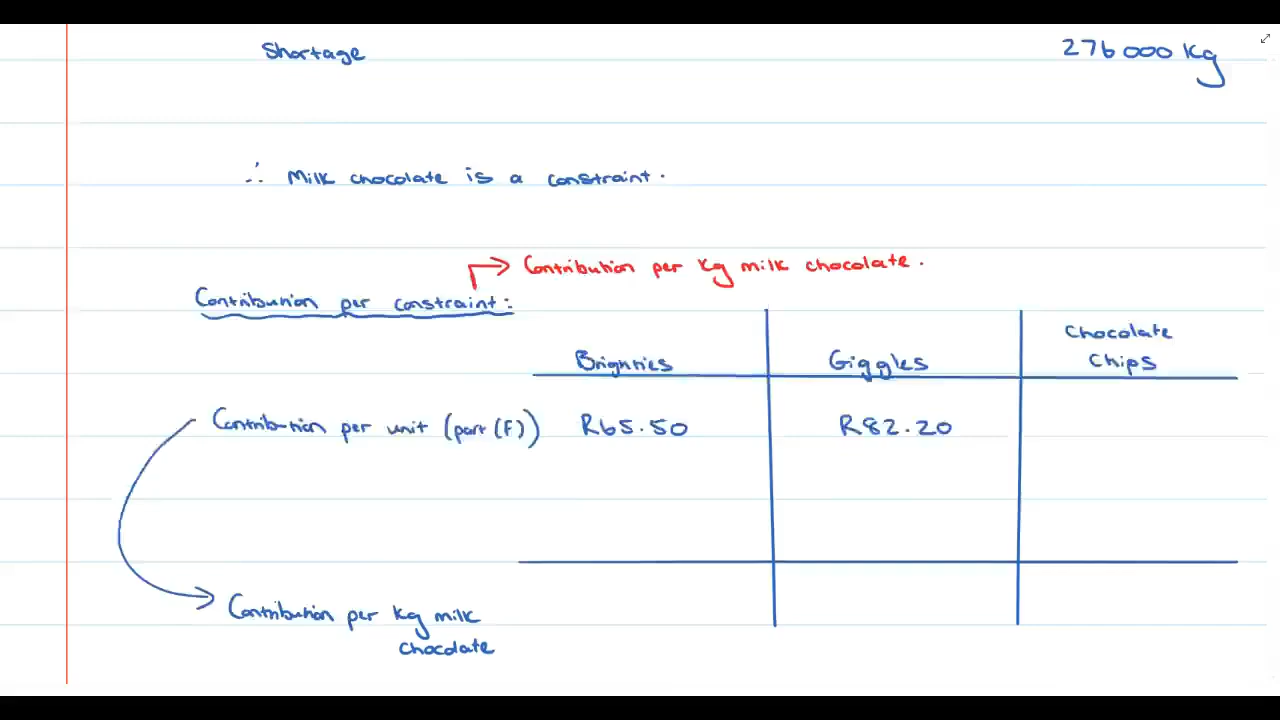 Shortage 276 000 Kg
∴ Milk chocolate is a constraint.
Contribution per Kg milk chocolate.
Contribution per constraint:
Brignties Giggles Chocolate Chips
Contribution per unit (part (F)) R65.50 R82.20
Contribution per Kg milk
chocolate